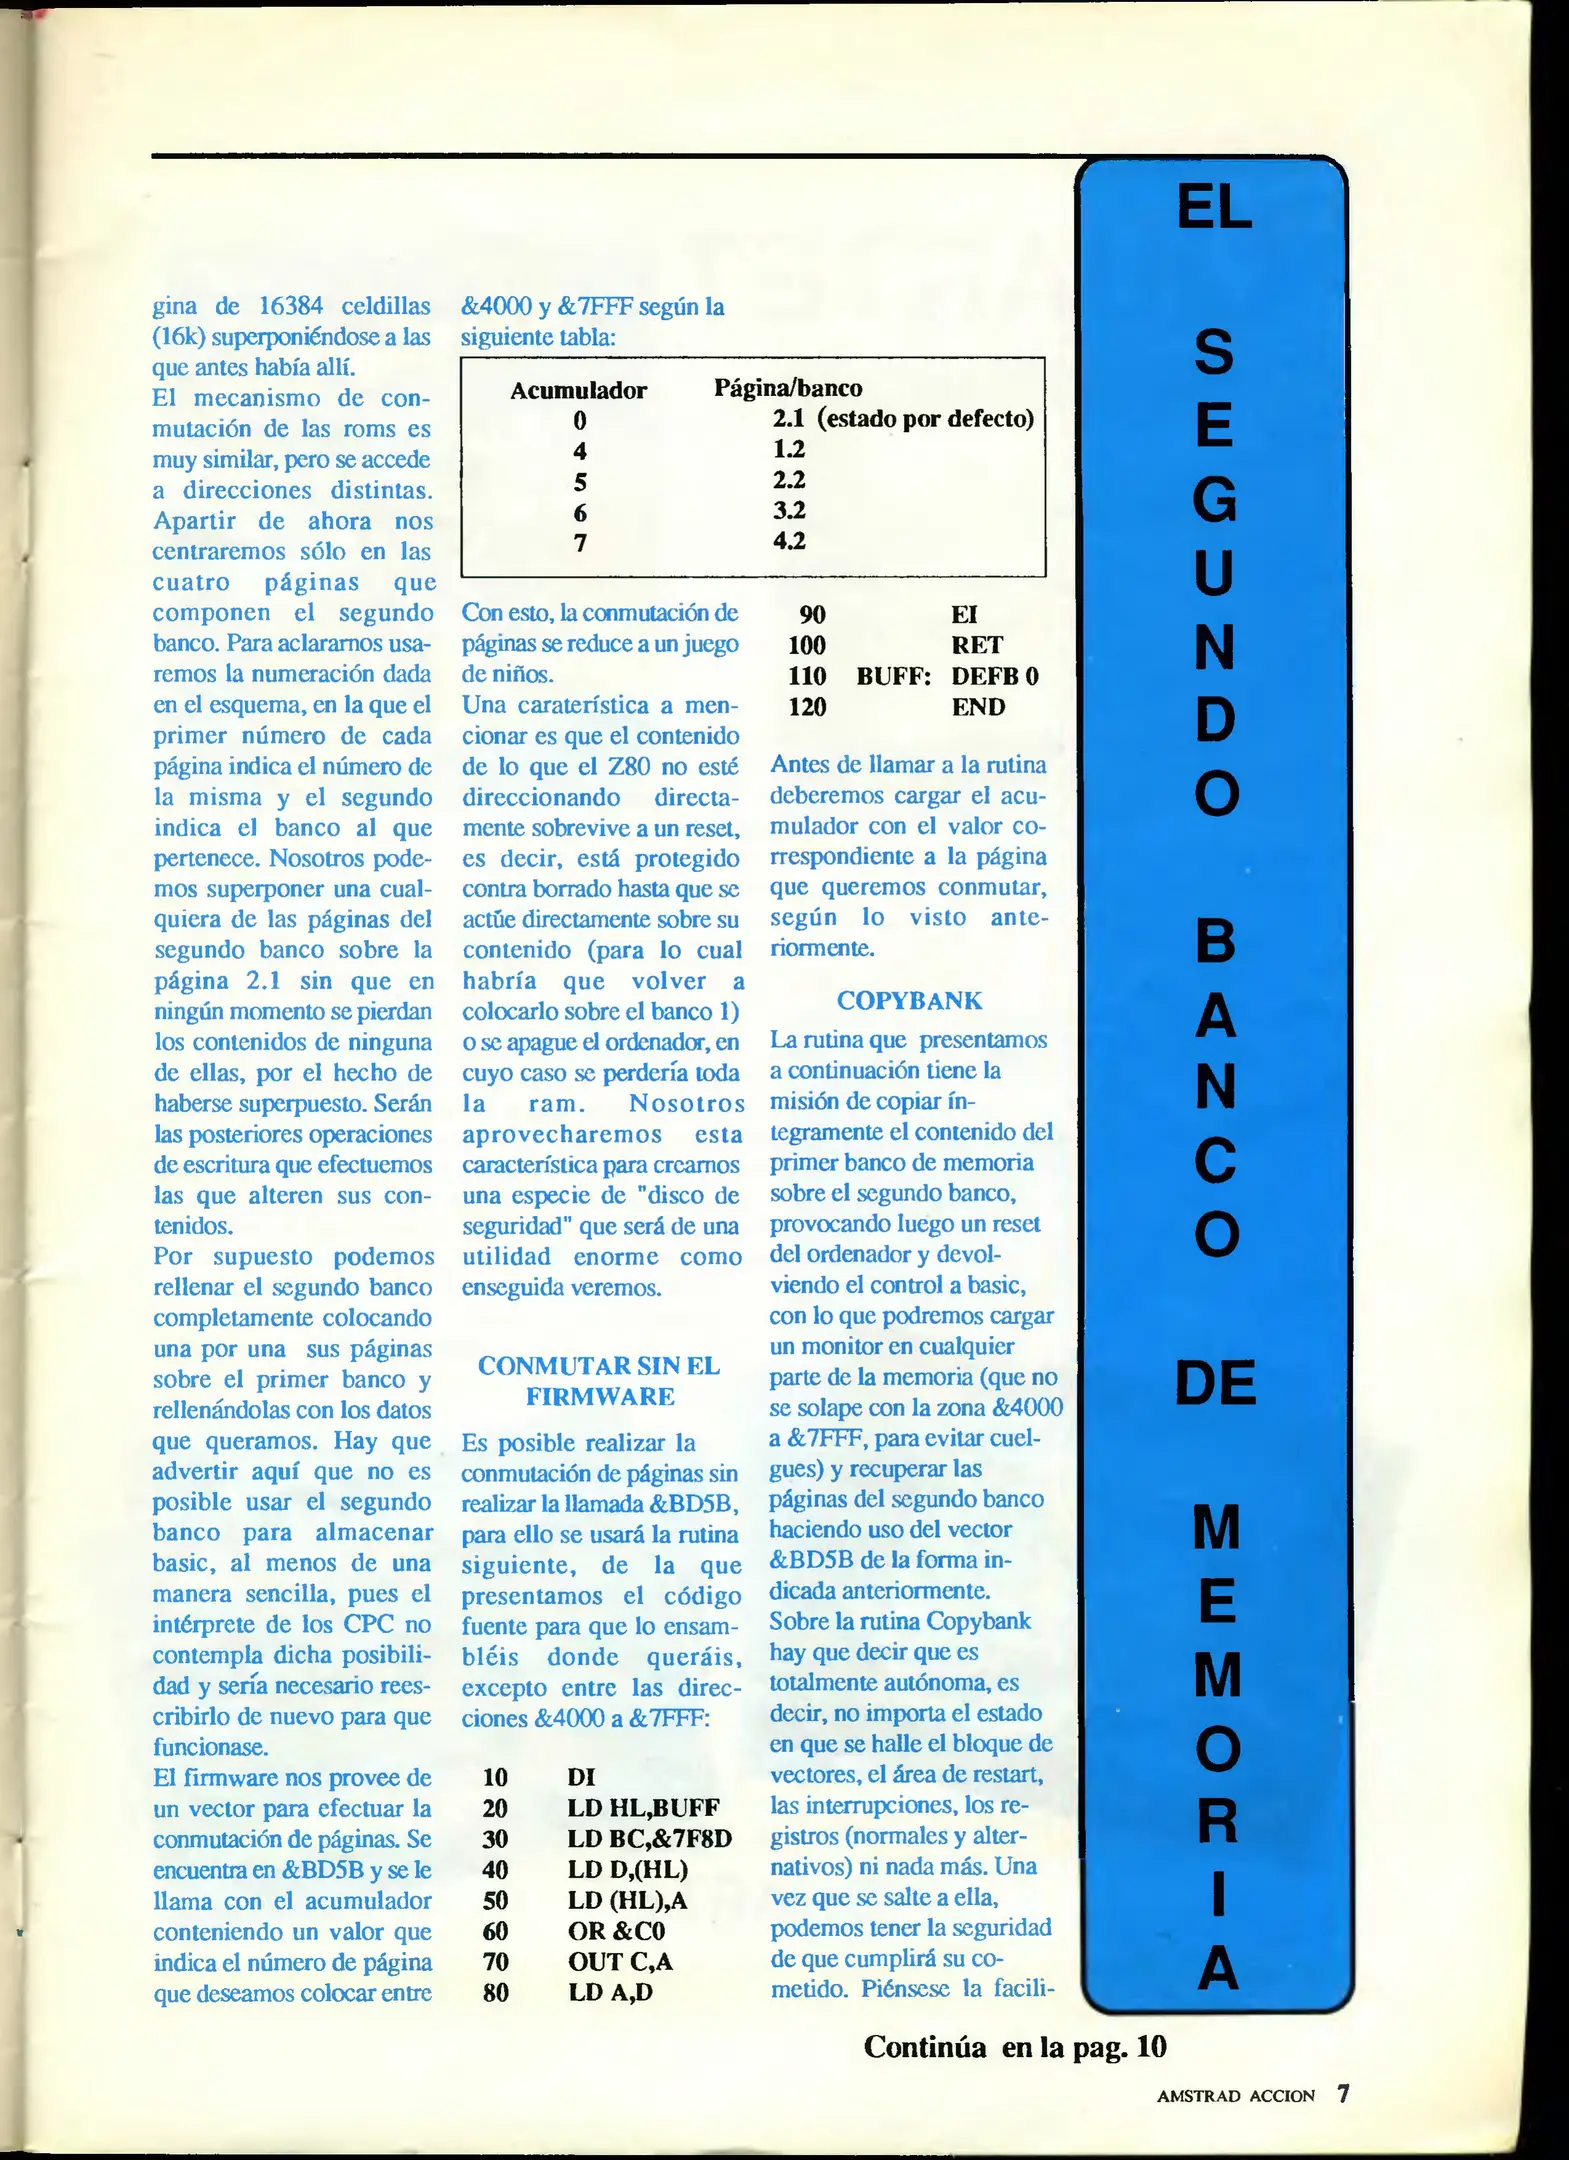 gina de 16384 celdillas
(16k) superponiéndose a las
que antes había allí.
El mecanismo de con-
mutación de las roms es
muy similar, pero se accede
a direcciones distintas.
Apartir de ahora nos
centraremos sólo en las
cuatro páginas que
componen el segundo
banco. Para aclararnos usa-
remos la numeración dada
en el esquema, en la que el
primer número de cada
página indica el número de
la misma y el segundo
indica el banco al que
pertenece. Nosotros pode-
mos superponer una cual-
quiera de las páginas del
segundo banco sobre la
página 2.1 sin que en
ningún momento se pierdan
los contenidos de ninguna
de ellas, por el hecho de
haberse superpuesto. Serán
las posteriores operaciones
de escritura que efectuemos
las que alteren sus con-
tenidos.
Por supuesto podemos
rellenar el segundo banco
completamente colocando
una por una sus páginas
sobre el primer banco y
rellenándolas con los datos
que queramos. Hay que
advertir aquí que no es
posible usar el segundo
banco para almacenar
basic, al menos de una
manera sencilla, pues el
intérprete de los CPC no
contempla dicha posibili-
dad y sería necesario rees-
cribirlo de nuevo para que
funcionase.
El firmware nos provee de
un vector para efectuar la
conmutación de páginas. Se
encuentra en &BD5B y se le
llama con el acumulador
conteniendo un valor que
indica el número de página
que deseamos colocar entre
&4000 y &7FFF según la
siguiente tabla:
Acumulador Página/banco
0 2.1 (estado por defecto)
4 1.2
5 2.2
6 3.2
7 4.2
Con esto, la conmutación de
páginas se reduce a un juego
de niños.
Una caraterística a men-
cionar es que el contenido
de lo que el Z80 no esté
direccionando directa-
mente sobrevive a un reset,
es decir, está protegido
contra borrado hasta que se
actúe directamente sobre su
contenido (para lo cual
habría que volver a
colocarlo sobre el banco 1)
o se apague el ordenador, en
cuyo caso se perdería toda
la ram. Nosotros
aprovecharemos esta
característica para crearnos
una especie de "disco de
seguridad" que será de una
utilidad enorme como
enseguida veremos.
CONMUTAR SIN EL
FIRMWARE
Es posible realizar la
conmutación de páginas sin
realizar la llamada &BD5B,
para ello se usará la rutina
siguiente, de la que
presentamos el código
fuente para que lo ensam-
bléis donde queráis,
excepto entre las direc-
ciones &4000 a &7FFF:
10 DI
20 LD HL,BUFF
30 LD BC,&7F8D
40 LD D,(HL)
50 LD (HL),A
60 OR &C0
70 OUT C,A
80 LD A,D
90 EI
100 RET
110 BUFF: DEFB 0
120 END
Antes de llamar a la rutina
deberemos cargar el acu-
mulador con el valor co-
rrespondiente a la página
que queremos conmutar,
según lo visto ante-
riormente.
COPYBANK
La rutina que presentamos
a continuación tiene la
misión de copiar ín-
tegramente el contenido del
primer banco de memoria
sobre el segundo banco,
provocando luego un reset
del ordenador y devol-
viendo el control a basic,
con lo que podremos cargar
un monitor en cualquier
parte de la memoria (que no
se solape con la zona &4000
a &7FFF, para evitar cuel-
gues) y recuperar las
páginas del segundo banco
haciendo uso del vector
&BD5B de la forma in-
dicada anteriormente.
Sobre la rutina Copybank
hay que decir que es
totalmente autónoma, es
decir, no importa el estado
en que se halle el bloque de
vectores, el área de restart,
las interrupciones, los re-
gistros (normales y alter-
nativos) ni nada más. Una
vez que se salte a ella,
podemos tener la seguridad
de que cumplirá su co-
metido. Piénsese la facili-
EL
S
E
G
U
N
D
O
B
A
N
C
O
DE
M
E
M
O
R
I
A
Continúa en la pag. 10
AMSTRAD ACCION 7